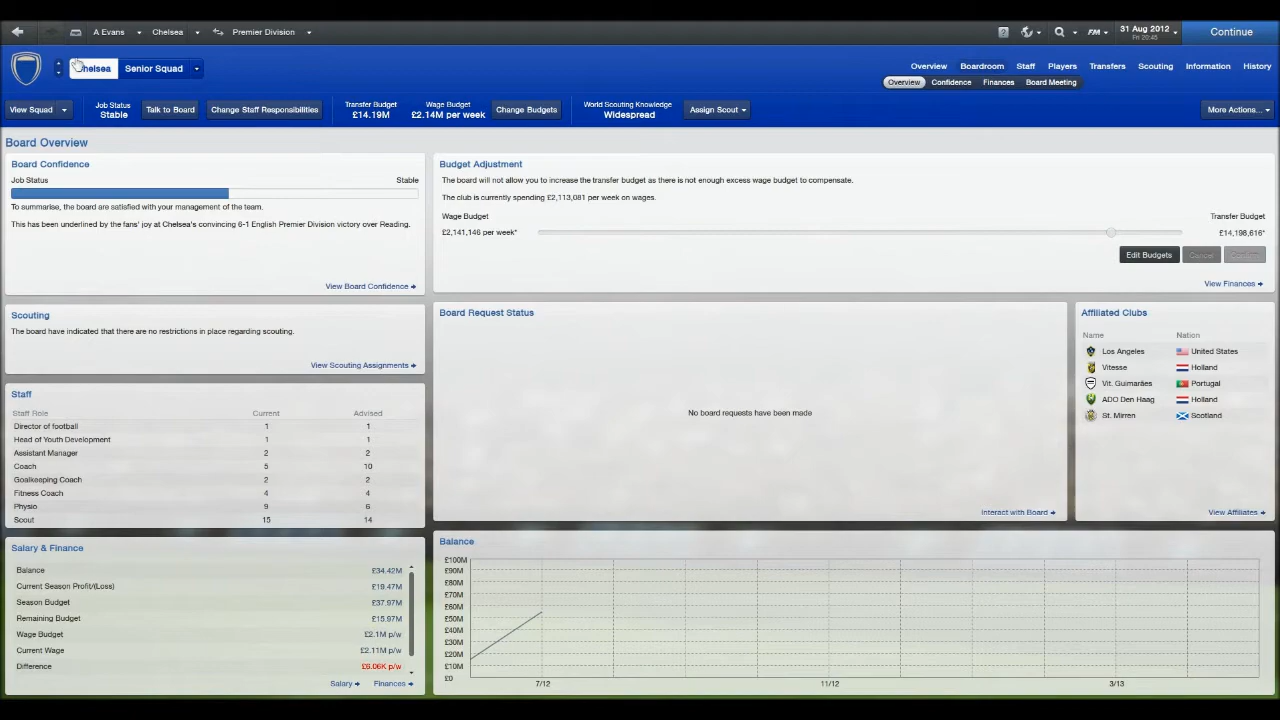 A Evans Chelsea Premier Division FM 31 Aug 2012 Fri 20:45 Continue
helsea Senior Squad Overview Boardroom Staff Players Transfers Scouting Information History
Overview Confidence Finances Board Meeting
View Squad Job Status Stable Talk to Board Change Staff Responsibilities Transfer Budget £14.19M Wage Budget £2.14M per week Change Budgets World Scouting Knowledge Widespread Assign Scout More Actions...
Board Overview
Board Confidence
Job Status Stable
To summarise, the board are satisfied with your management of the team.
This has been underlined by the fans' joy at Chelsea's convincing 6-1 English Premier Division victory over Reading.
View Board Confidence
Budget Adjustment
The board will not allow you to increase the transfer budget as there is not enough excess wage budget to compensate.
The club is currently spending £2,113,081 per week on wages.
Wage Budget Transfer Budget
£2,141,146 per week* £14,198,616*
Edit Budgets Cancel Confirm
View Finances
Scouting
The board have indicated that there are no restrictions in place regarding scouting.
View Scouting Assignments
Board Request Status
No board requests have been made
Interact with Board
Affiliated Clubs
Name Nation
Los Angeles United States
Vitesse Holland
Vit. Guimarães Portugal
ADO Den Haag Holland
St. Mirren Scotland
View Affiliates
Staff
Staff Role Current Advised
Director of football 1 1
Head of Youth Development 1 1
Assistant Manager 2 2
Coach 5 10
Goalkeeping Coach 2 2
Fitness Coach 4 4
Physio 9 6
Scout 15 14
Salary & Finance
Balance £34.42M
Current Season Profit/(Loss) £19.47M
Season Budget £37.97M
Remaining Budget £15.97M
Wage Budget £2.1M p/w
Current Wage £2.11M p/w
Difference £6.06K p/w
Salary Finances
Balance
£100M
£90M
£80M
£70M
£60M
£50M
£40M
£30M
£20M
£10M
£0
7/12 11/12 3/13